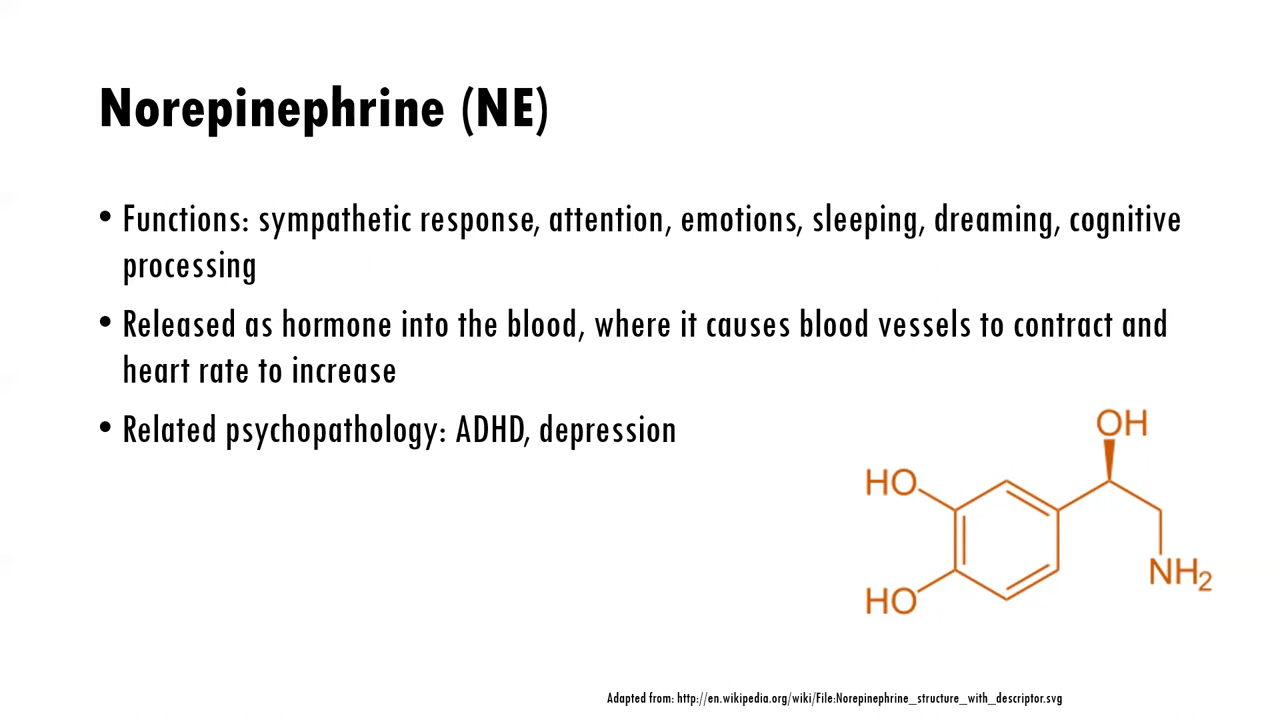 Norepinephrine (NE)
• Functions: sympathetic response, attention, emotions, sleeping, dreaming, cognitive
processing
• Released as hormone into the blood, where it causes blood vessels to contract and
heart rate to increase
• Related psychopathology: ADHD, depression
OH
HO
NH₂
HO
Adapted from: http://en.wikipedia.org/wiki/File:Norepinephrine_structure_with_descriptor.svg